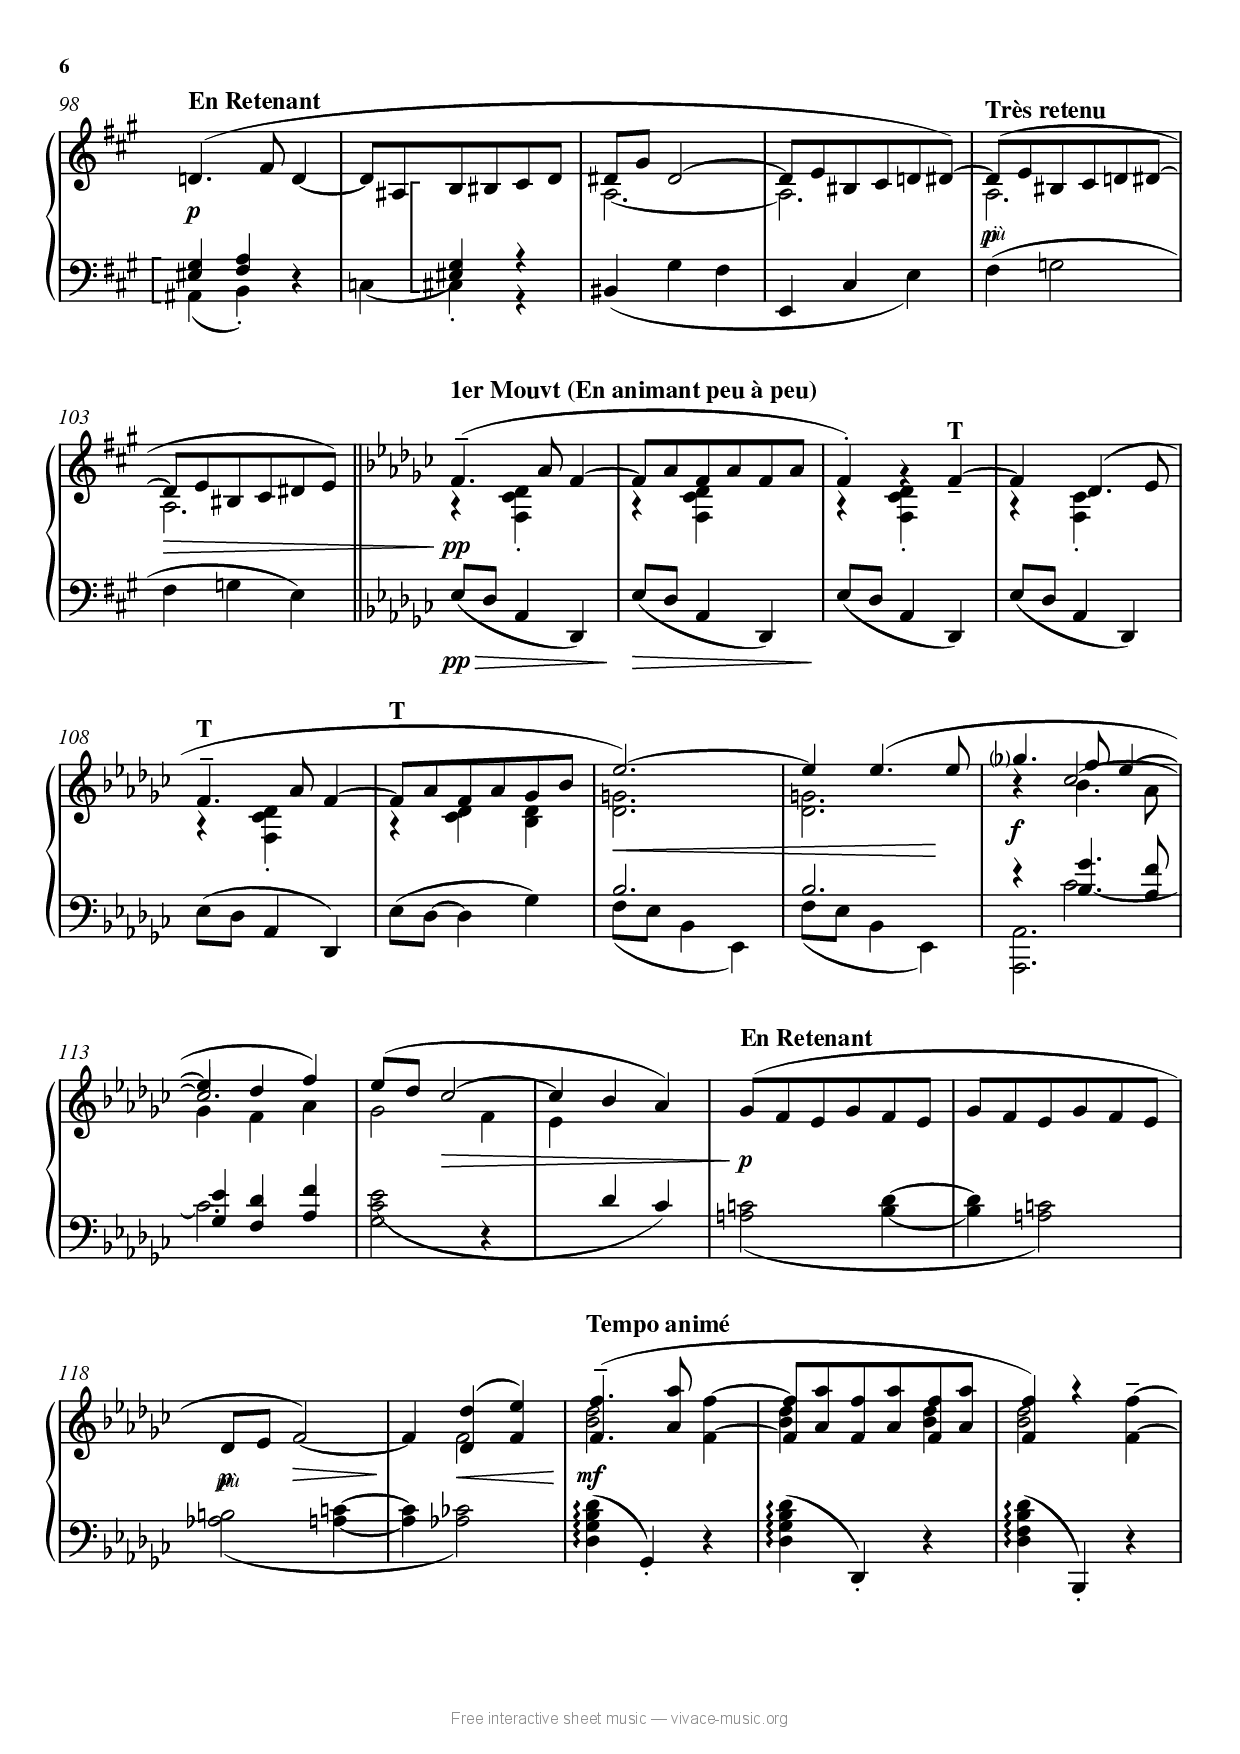 6
98
En Retenant
Très retenu
p
più p
103
1er Mouvt (En animant peu à peu)
T
pp
pp
108
T
T
f
113
En Retenant
p
118
Tempo animé
più p
mf
Free interactive sheet music — vivace-music.org